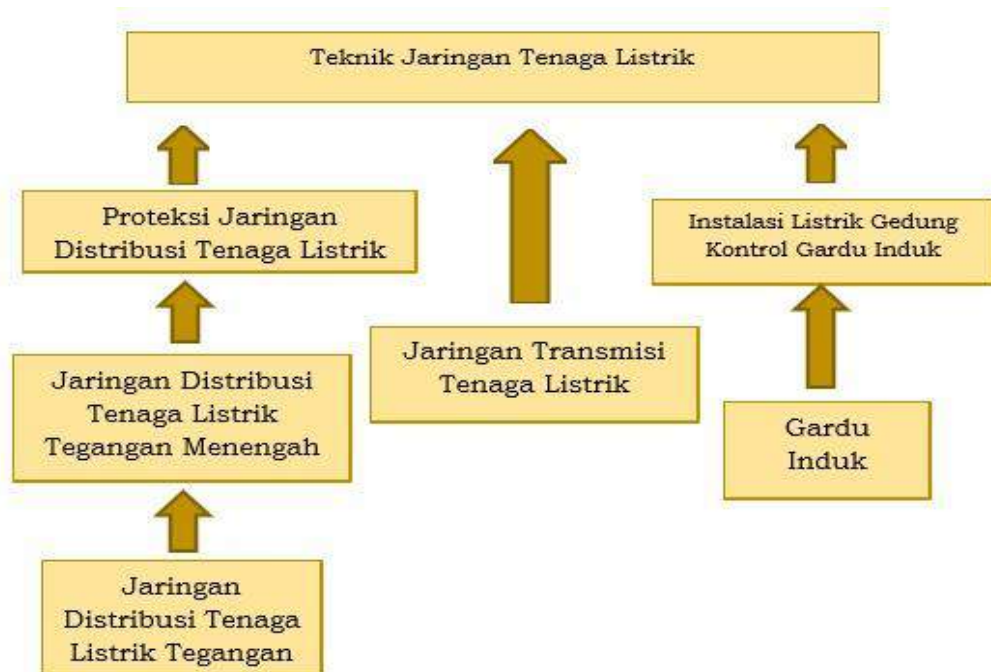 Teknik Jaringan Tenaga Listrik
Proteksi Jaringan
Distribusi Tenaga Listrik
Instalasi Listrik Gedung
Kontrol Gardu Induk
Jaringan Distribusi
Tenaga Listrik
Tegangan Menengah
Jaringan Transmisi
Tenaga Listrik
Gardu
Induk
Jaringan
Distribusi Tenaga
Listrik Tegangan